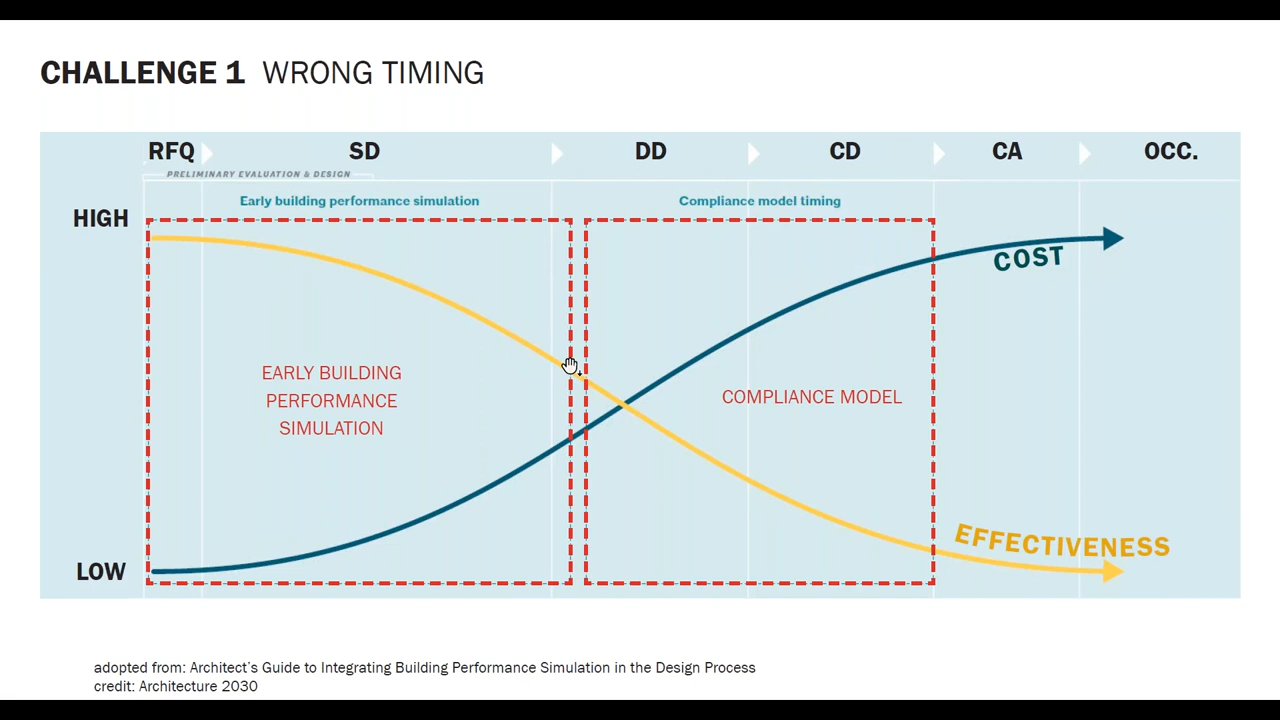 CHALLENGE 1 WRONG TIMING
RFQ SD DD CD CA OCC.
PRELIMINARY EVALUATION & DESIGN
Early building performance simulation Compliance model timing
HIGH
COST
EARLY BUILDING
PERFORMANCE
SIMULATION
COMPLIANCE MODEL
EFFECTIVENESS
LOW
adopted from: Architect's Guide to Integrating Building Performance Simulation in the Design Process
credit: Architecture 2030